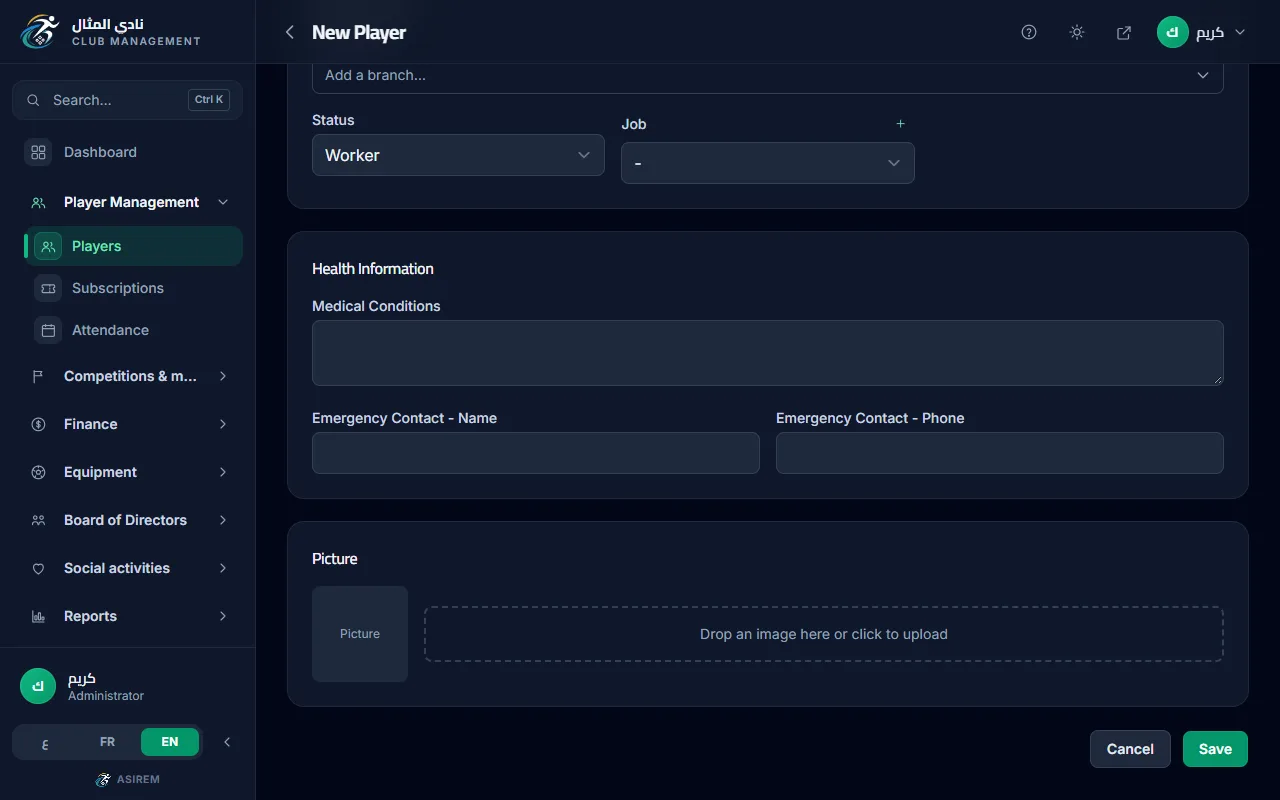 نادي المثال
CLUB MANAGEMENT
Search...
Ctrl K
Dashboard
Player Management
Players
Subscriptions
Attendance
Competitions & m...
Finance
Equipment
Board of Directors
Social activities
Reports
ك
كريم
Administrator
ع
FR
EN
ASIREM
New Player
ك
كريم
Add a branch...
Status
Job
+
Worker
-
Health Information
Medical Conditions
Emergency Contact - Name
Emergency Contact - Phone
Picture
Picture
Drop an image here or click to upload
Cancel
Save